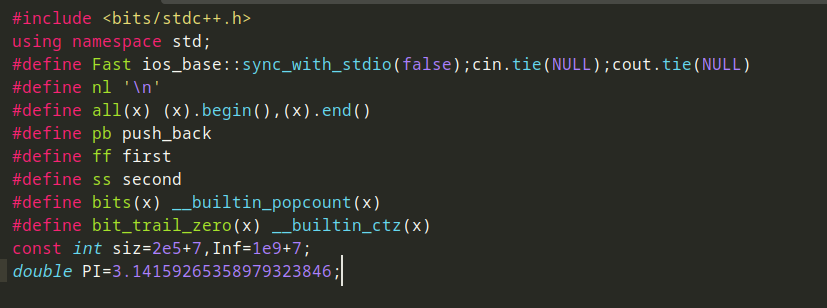 #include <bits/stdc++.h>
using namespace std;
#define Fast ios_base::sync_with_stdio(false);cin.tie(NULL);cout.tie(NULL)
#define nl '\n'
#define all(x) (x).begin(),(x).end()
#define pb push_back
#define ff first
#define ss second
#define bits(x) __builtin_popcount(x)
#define bit_trail_zero(x) __builtin_ctz(x)
const int siz=2e5+7,Inf=1e9+7;
double PI=3.14159265358979323846;